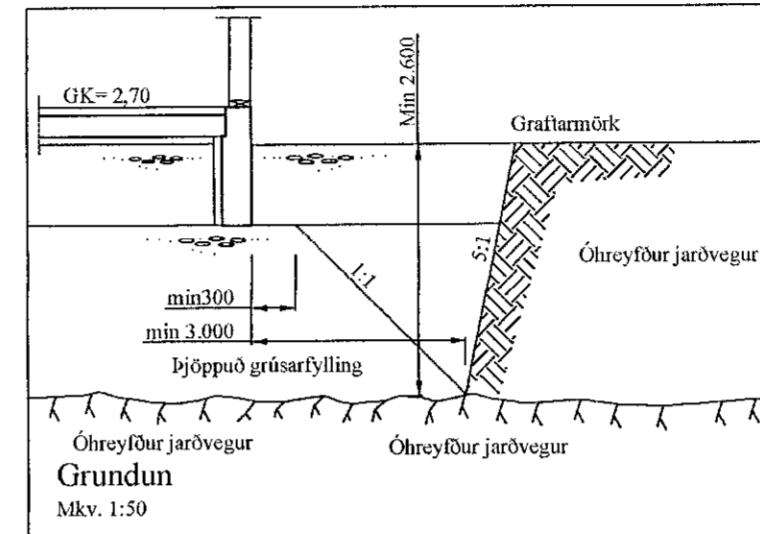 GK= 2,70
Min 2.600
Graftarmörk
1:1
5:1
Óhreyfður jarðvegur
min300
min 3.000
Þjöppuð grúsarfylling
Óhreyfður jarðvegur
Óhreyfður jarðvegur
Grundun
Mkv. 1:50